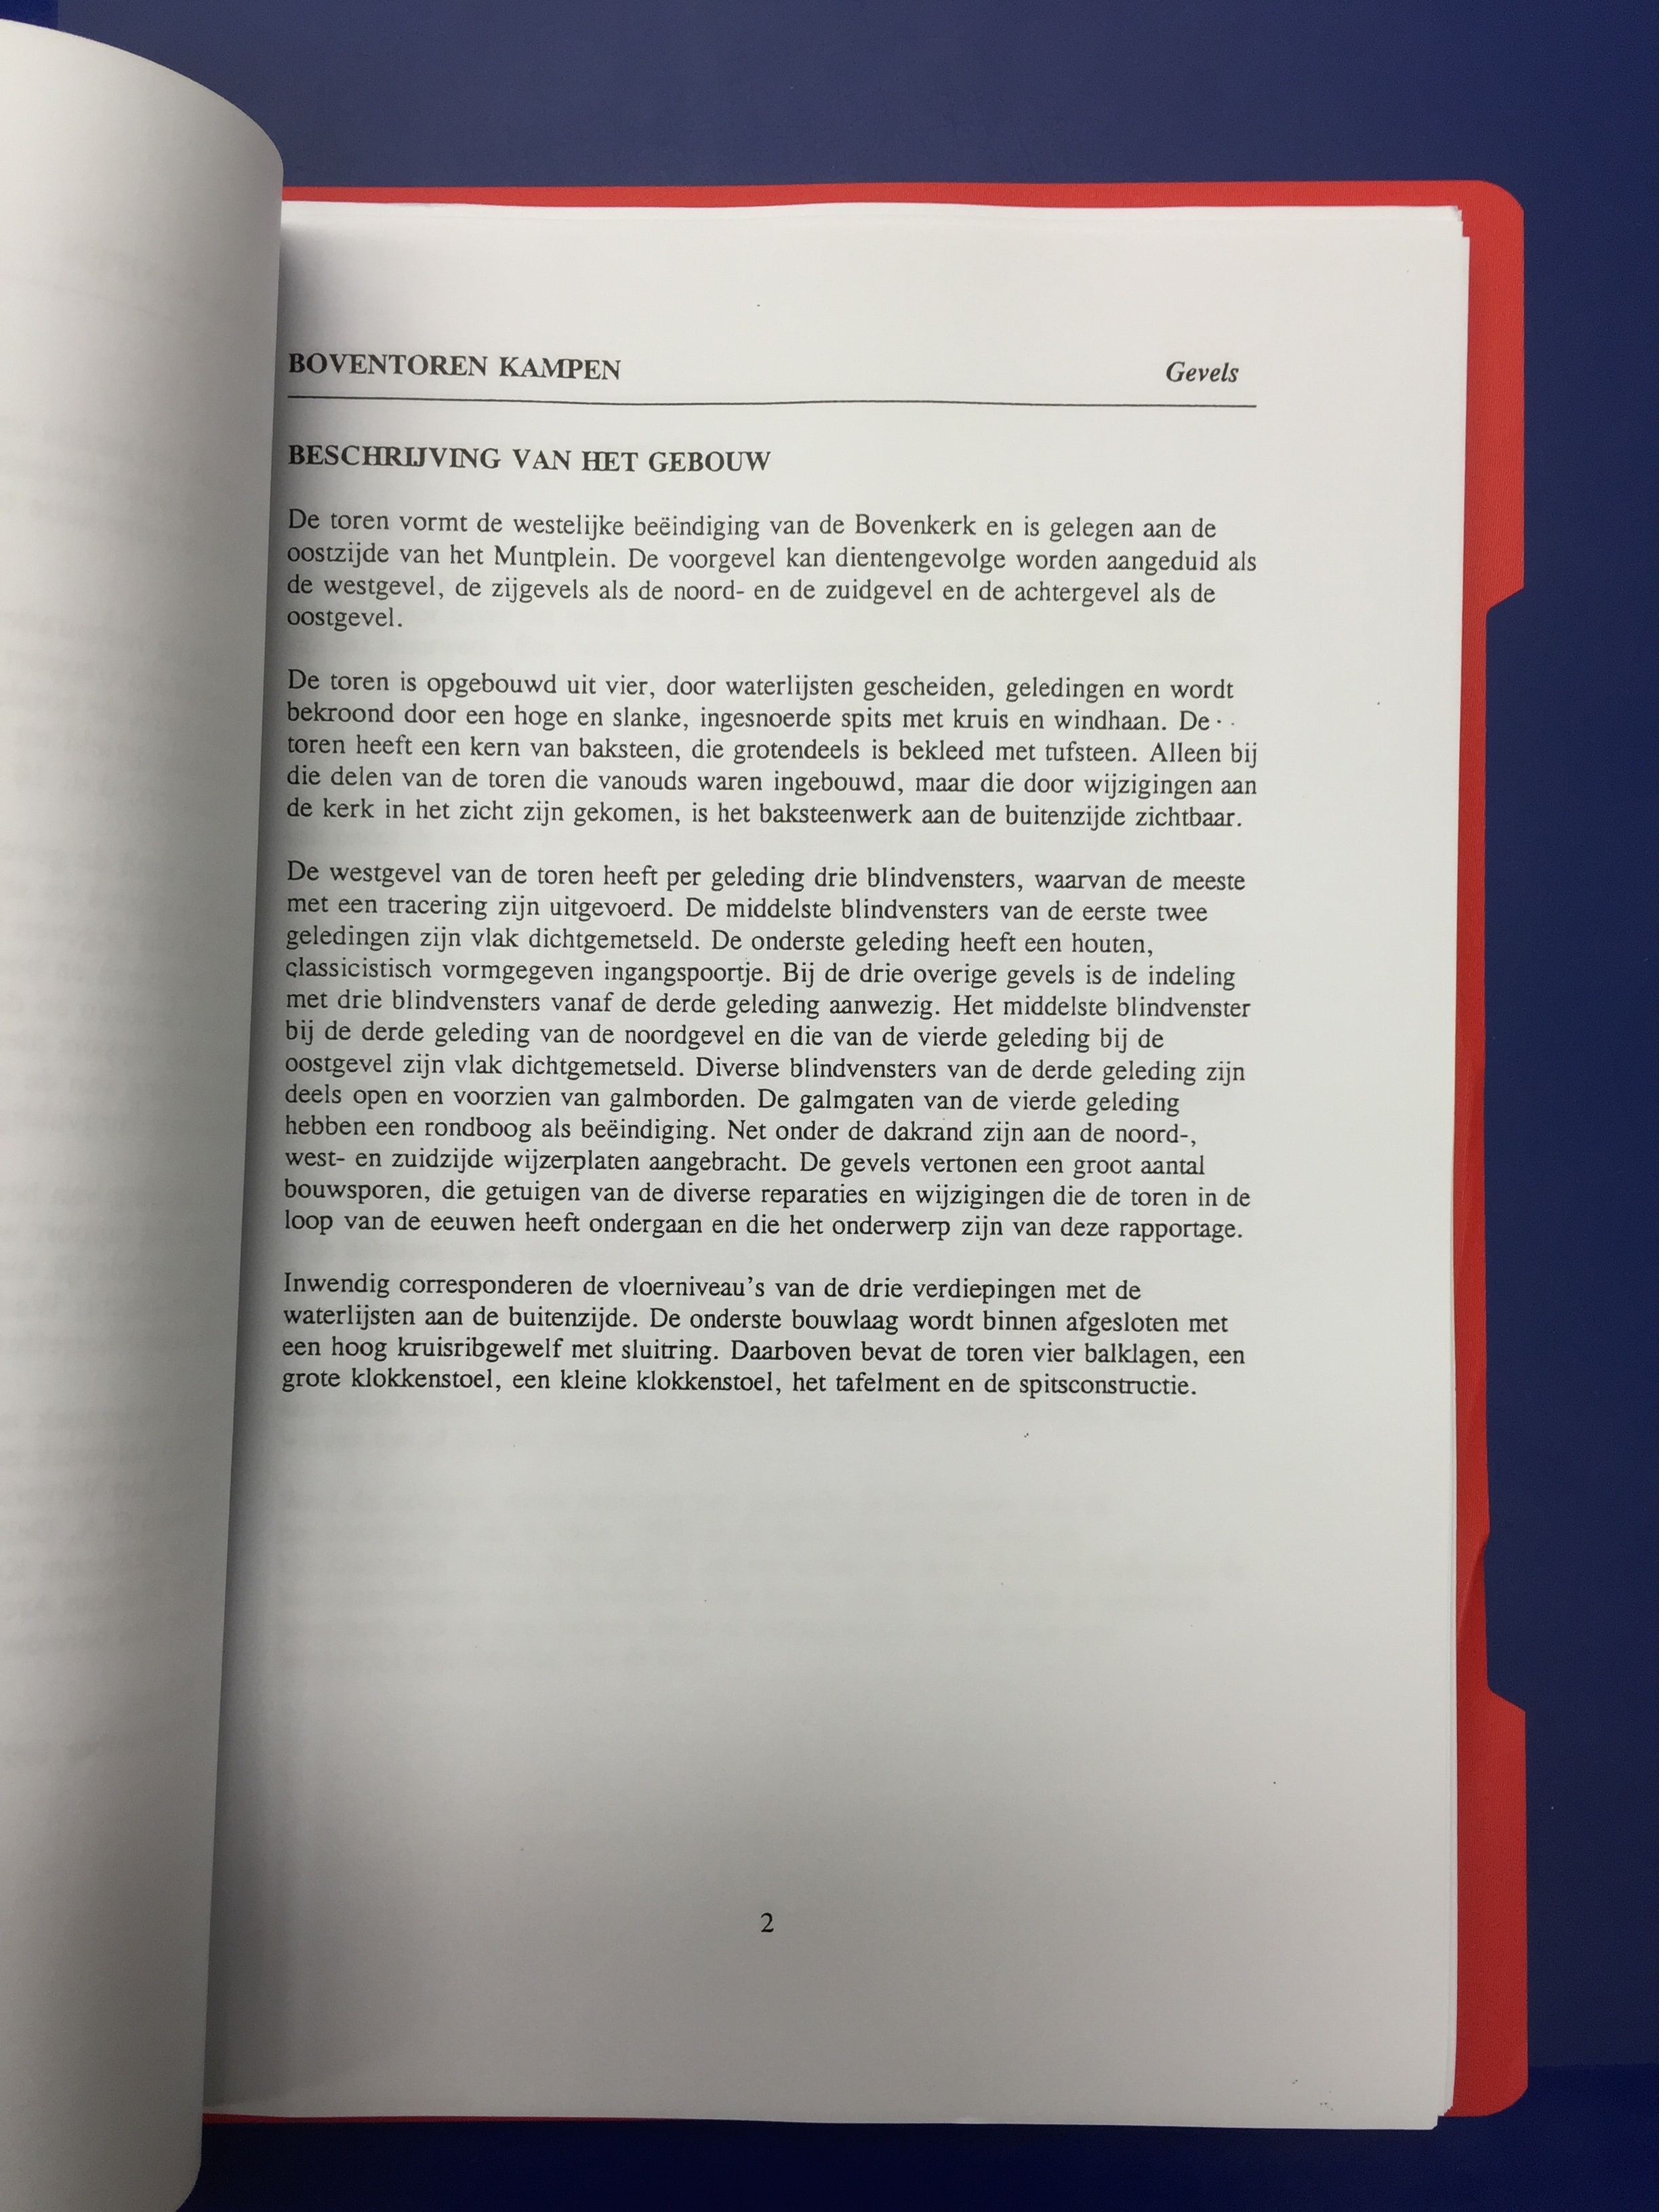 BOVENTOREN KAMPEN Gevels
BESCHRIJVING VAN HET GEBOUW
De toren vormt de westelijke beëindiging van de Bovenkerk en is gelegen aan de
oostzijde van het Muntplein. De voorgevel kan dientengevolge worden aangeduid als
de westgevel, de zijgevels als de noord- en de zuidgevel en de achtergevel als de
oostgevel.
De toren is opgebouwd uit vier, door waterlijsten gescheiden, geledingen en wordt
bekroond door een hoge en slanke, ingesnoerde spits met kruis en windhaan. De
toren heeft een kern van baksteen, die grotendeels is bekleed met tufsteen. Alleen bij
die delen van de toren die vanouds waren ingebouwd, maar die door wijzigingen aan
de kerk in het zicht zijn gekomen, is het baksteenwerk aan de buitenzijde zichtbaar.
De westgevel van de toren heeft per geleding drie blindvensters, waarvan de meeste
met een tracering zijn uitgevoerd. De middelste blindvensters van de eerste twee
geledingen zijn vlak dichtgemetseld. De onderste geleding heeft een houten,
classicistisch vormgegeven ingangspoortje. Bij de drie overige gevels is de indeling
met drie blindvensters vanaf de derde geleding aanwezig. Het middelste blindvenster
bij de derde geleding van de noordgevel en die van de vierde geleding bij de
oostgevel zijn vlak dichtgemetseld. Diverse blindvensters van de derde geleding zijn
deels open en voorzien van galmborden. De galmgaten van de vierde geleding
hebben een rondboog als beëindiging. Net onder de dakrand zijn aan de noord-,
west- en zuidzijde wijzerplaten aangebracht. De gevels vertonen een groot aantal
bouwsporen, die getuigen van de diverse reparaties en wijzigingen die de toren in de
loop van de eeuwen heeft ondergaan en die het onderwerp zijn van deze rapportage.
Inwendig corresponderen de vloerniveau's van de drie verdiepingen met de
waterlijsten aan de buitenzijde. De onderste bouwlaag wordt binnen afgesloten met
een hoog kruisribgewelf met sluitring. Daarboven bevat de toren vier balklagen, een
grote klokkenstoel, een kleine klokkenstoel, het tafelment en de spitsconstructie.
2